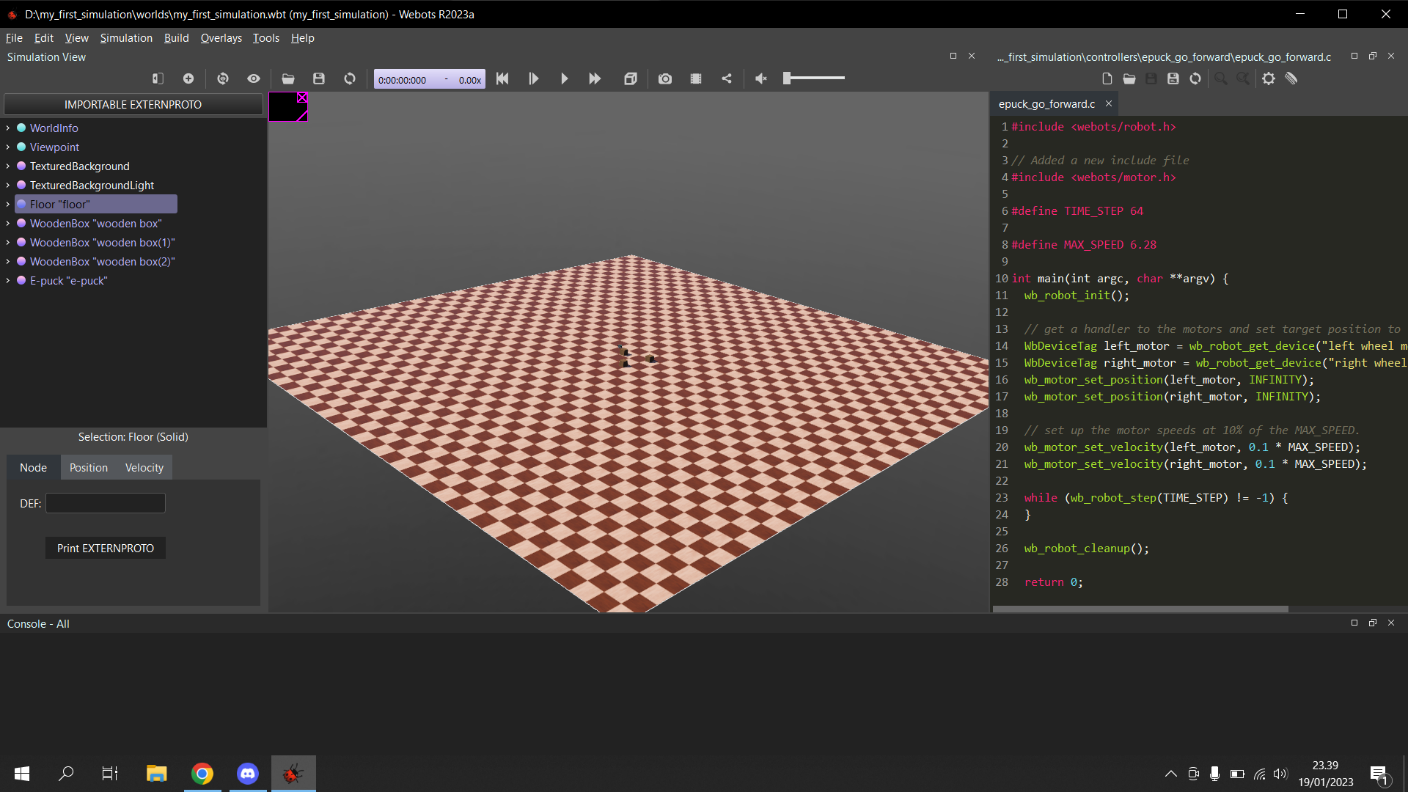 D:\my_first_simulation\worlds\my_first_simulation.wbt (my_first_simulation) - Webots R2023a
File Edit View Simulation Build Overlays Tools Help
Simulation View
0:00:00:000 - 0.00x
IMPORTABLE EXTERNPROTO
WorldInfo
Viewpoint
TexturedBackground
TexturedBackgroundLight
Floor "floor"
WoodenBox "wooden box"
WoodenBox "wooden box(1)"
WoodenBox "wooden box(2)"
E-puck "e-puck"
Selection: Floor (Solid)
Node Position Velocity
DEF:
Print EXTERNPROTO
..._first_simulation\controllers\epuck_go_forward\epuck_go_forward.c
epuck_go_forward.c
1 #include <webots/robot.h>
2
3 // Added a new include file
4 #include <webots/motor.h>
5
6 #define TIME_STEP 64
7
8 #define MAX_SPEED 6.28
9
10 int main(int argc, char **argv) {
11 wb_robot_init();
12
13 // get a handler to the motors and set target position to
14 WbDeviceTag left_motor = wb_robot_get_device("left wheel m
15 WbDeviceTag right_motor = wb_robot_get_device("right wheel
16 wb_motor_set_position(left_motor, INFINITY);
17 wb_motor_set_position(right_motor, INFINITY);
18
19 // set up the motor speeds at 10% of the MAX_SPEED.
20 wb_motor_set_velocity(left_motor, 0.1 * MAX_SPEED);
21 wb_motor_set_velocity(right_motor, 0.1 * MAX_SPEED);
22
23 while (wb_robot_step(TIME_STEP) != -1) {
24 }
25
26 wb_robot_cleanup();
27
28 return 0;
Console - All
23.39
19/01/2023
1